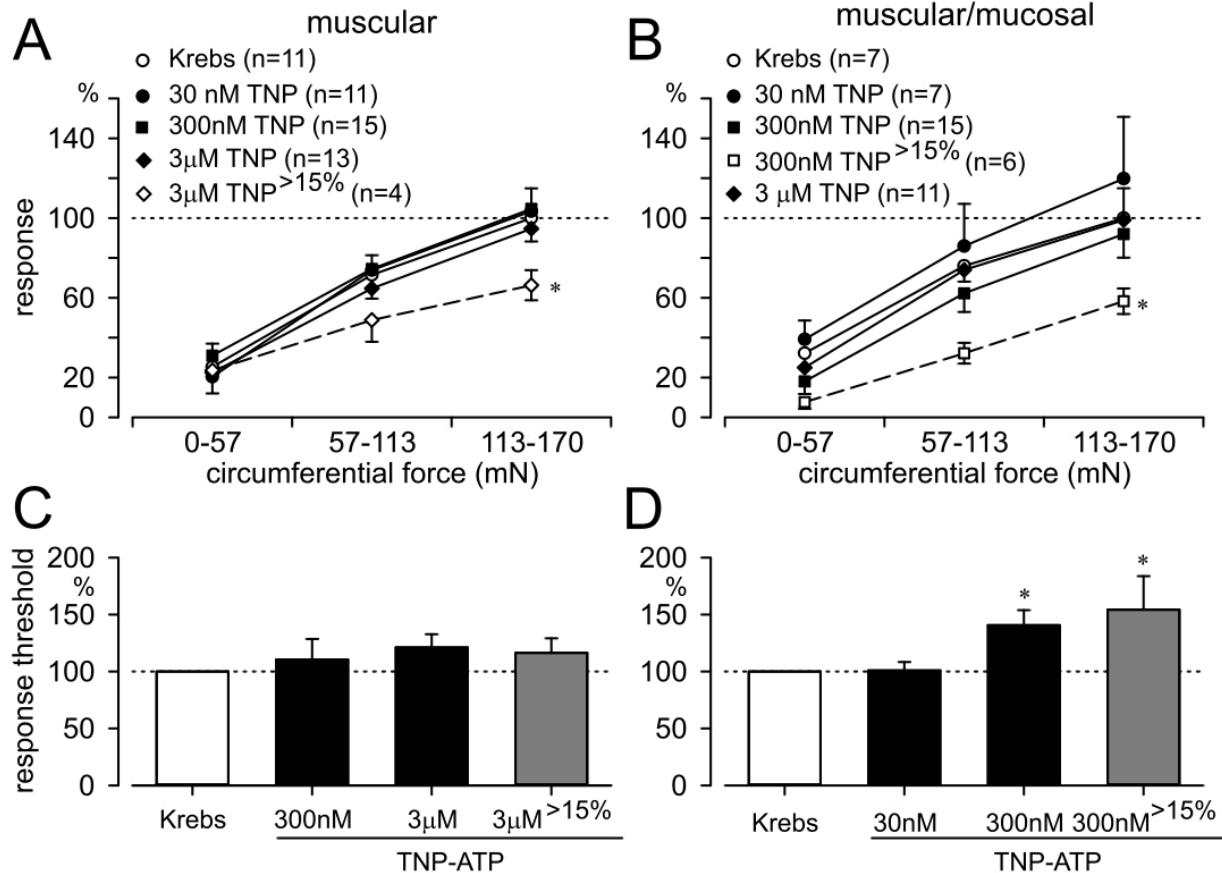 A
muscular
Krebs (n=11)
30 nM TNP (n=11)
300nM TNP (n=15)
3μM TNP (n=13)
3μM TNP>15% (n=4)
%
140
100
60
20
0
response
*
0-57 57-113 113-170
circumferential force (mN)
B
muscular/mucosal
Krebs (n=7)
30 nM TNP (n=7)
300nM TNP (n=15)
300nM TNP>15% (n=6)
3 μM TNP (n=11)
%
140
100
60
20
0
*
0-57 57-113 113-170
circumferential force (mN)
C
200
%
150
100
50
0
response threshold
Krebs 300nM 3μM 3μM>15%
TNP-ATP
D
200
%
150
100
50
0
* *
Krebs 30nM 300nM 300nM>15%
TNP-ATP